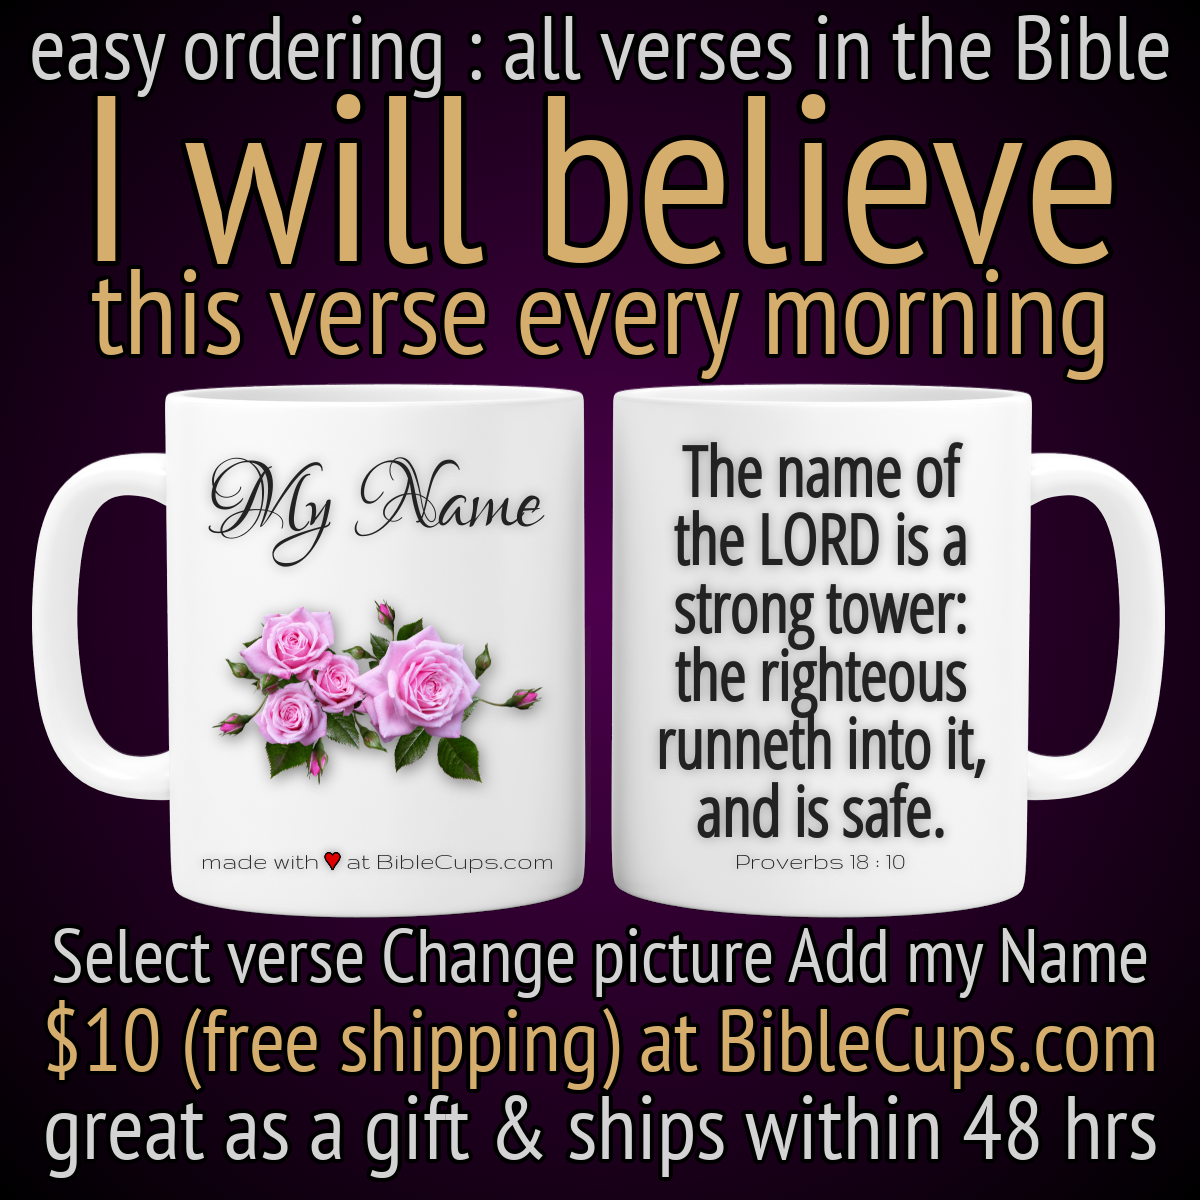 easy ordering : all verses in the Bible
I will believe
this verse every morning
My Name
made with ❤ at BibleCups.com
The name of
the LORD is a
strong tower:
the righteous
runneth into it,
and is safe.
Proverbs 18 : 10
Select verse Change picture Add my Name
$10 (free shipping) at BibleCups.com
great as a gift & ships within 48 hrs